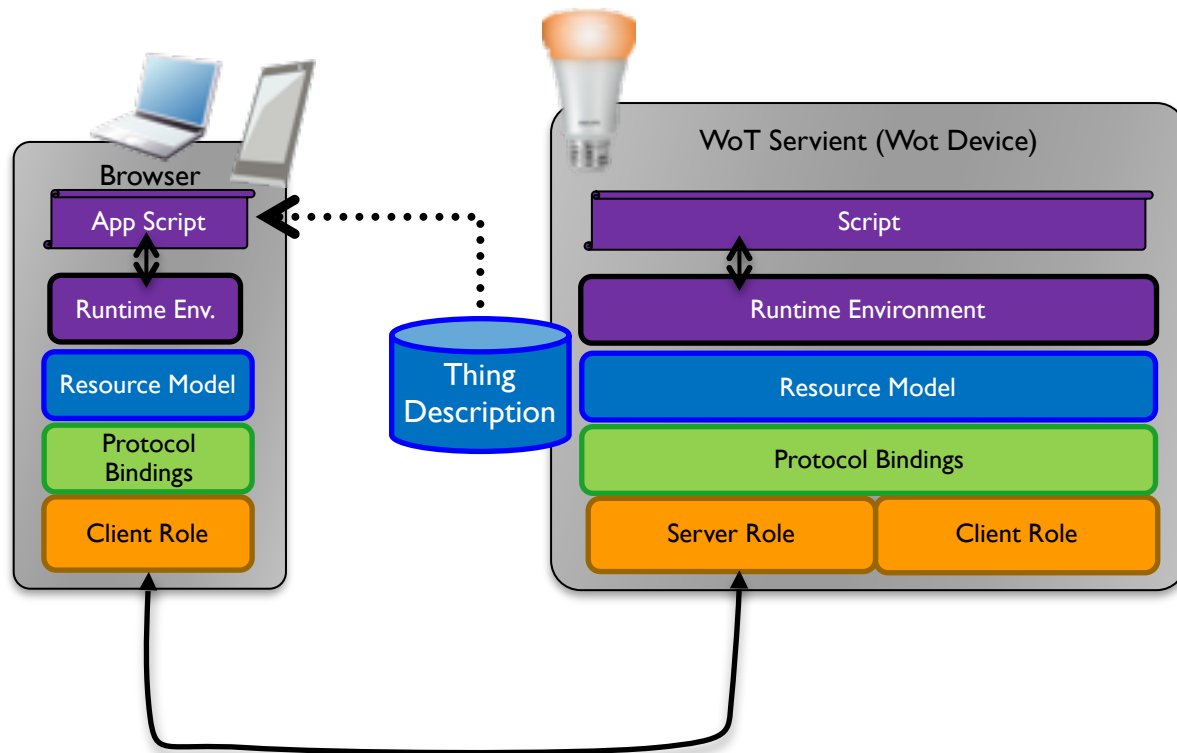 Browser
App Script
Runtime Env.
Resource Model
Protocol
Bindings
Client Role
Thing
Description
WoT Servient (Wot Device)
Script
Runtime Environment
Resource Model
Protocol Bindings
Server Role
Client Role